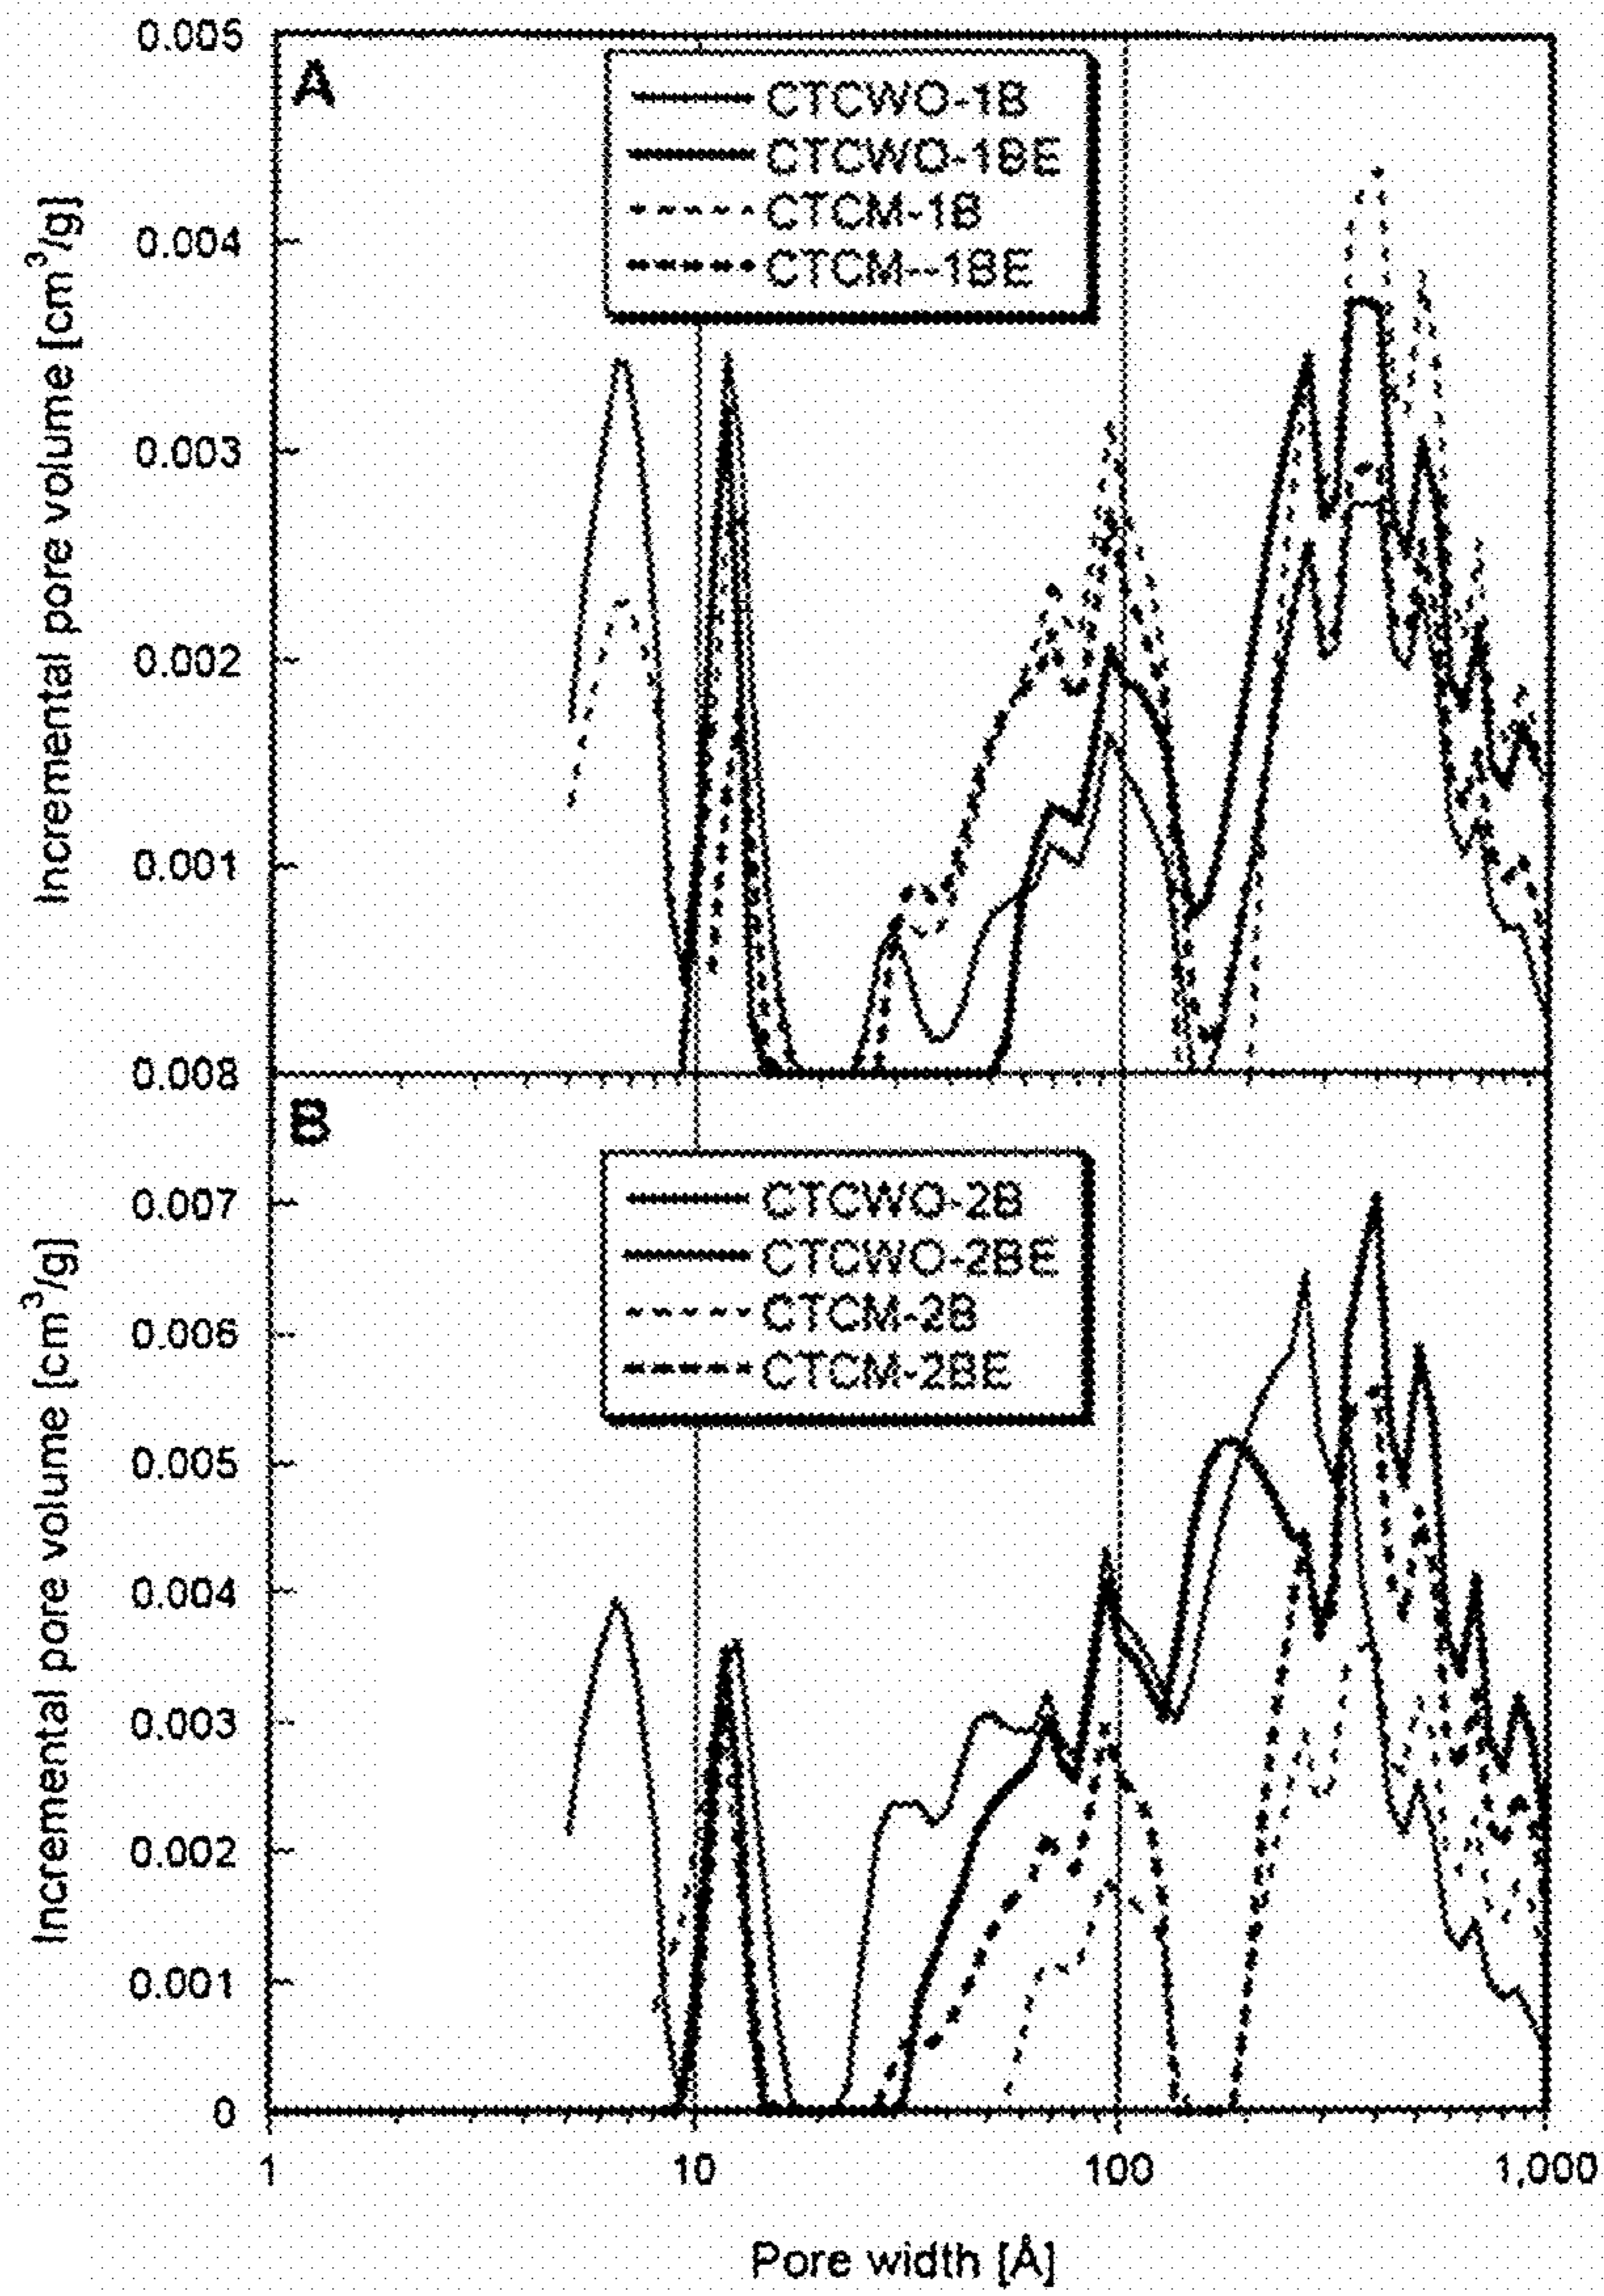 0.005
A
CTCWO-1B
CTCWO-1BE
CTCM-1B
CTCM--1BE
0.004
0.003
0.002
0.001
Incremental pore volume [cm³/g]
0.008
B
CTCWO-2B
CTCWO-2BE
CTCM-2B
CTCM-2BE
0.007
0.006
0.005
0.004
0.003
0.002
0.001
0
Incremental pore volume [cm³/g]
1 10 100 1,000
Pore width [Å]